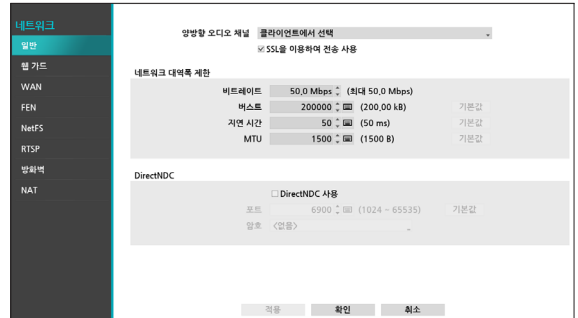 네트워크
일반
웹 가드
WAN
FEN
NetFS
RTSP
방화벽
NAT
양방향 오디오 채널 클라이언트에서 선택
SSL을 이용하여 전송 사용
네트워크 대역폭 제한
비트레이트 50,0 Mbps (최대 50,0 Mbps)
버스트 200000 (200,00 kB) 기본값
지연 시간 50 (50 ms) 기본값
MTU 1500 (1500 B) 기본값
DirectNDC
DirectNDC 사용
포트 6900 (1024 ~ 65535) 기본값
암호 <없음>
적용 확인 취소